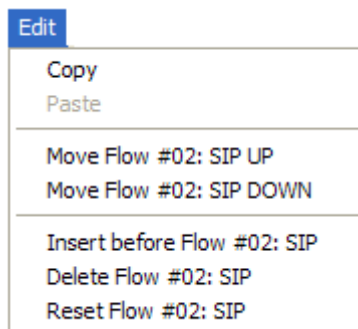 Edit
Copy
Paste
Move Flow #02: SIP UP
Move Flow #02: SIP DOWN
Insert before Flow #02: SIP
Delete Flow #02: SIP
Reset Flow #02: SIP